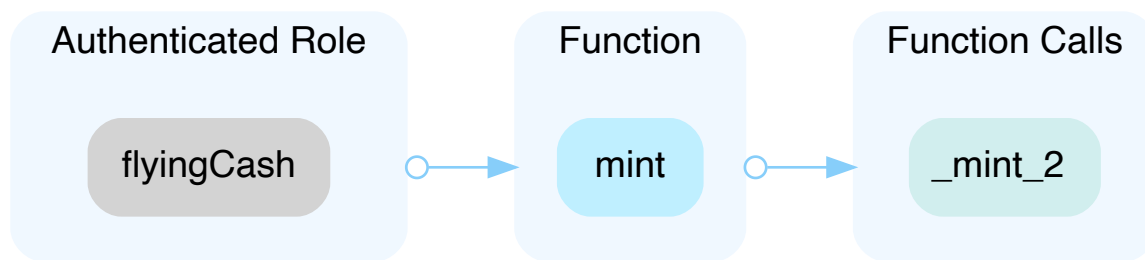 Authenticated Role
Function
Function Calls
flyingCash
mint
_mint_2